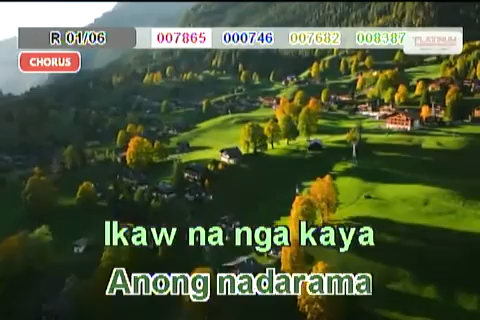 R 01/06 007865 000746 007682 008387 PLATINUM
CHORUS
Ikaw na nga kaya
Anong nadarama